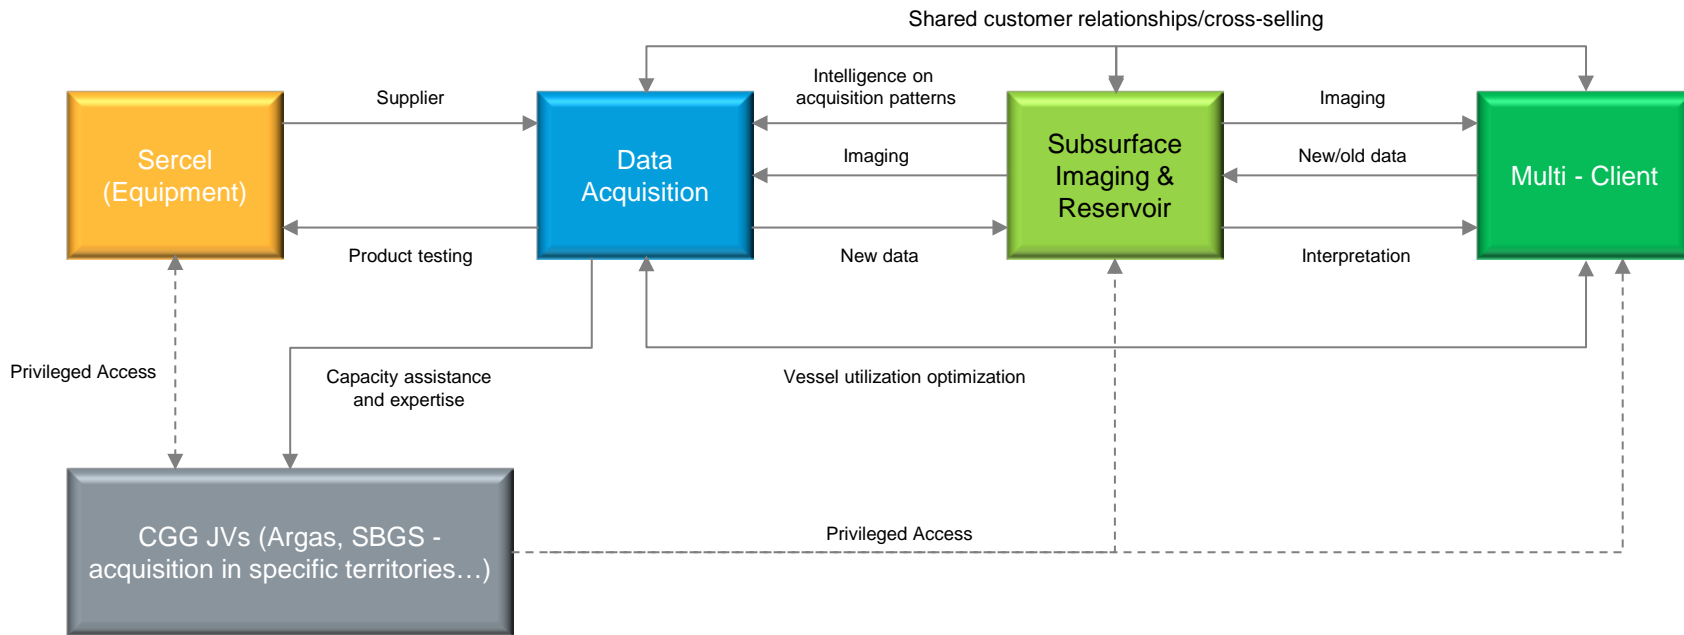 Shared customer relationships/cross-selling
Supplier
Intelligence on
acquisition patterns
Imaging
Sercel
(Equipment)
Data
Acquisition
Imaging
Subsurface
Imaging &
Reservoir
New/old data
Multi - Client
Product testing
New data
Interpretation
Privileged Access
Capacity assistance
and expertise
Vessel utilization optimization
CGG JVs (Argas, SBGS -
acquisition in specific territories…)
Privileged Access